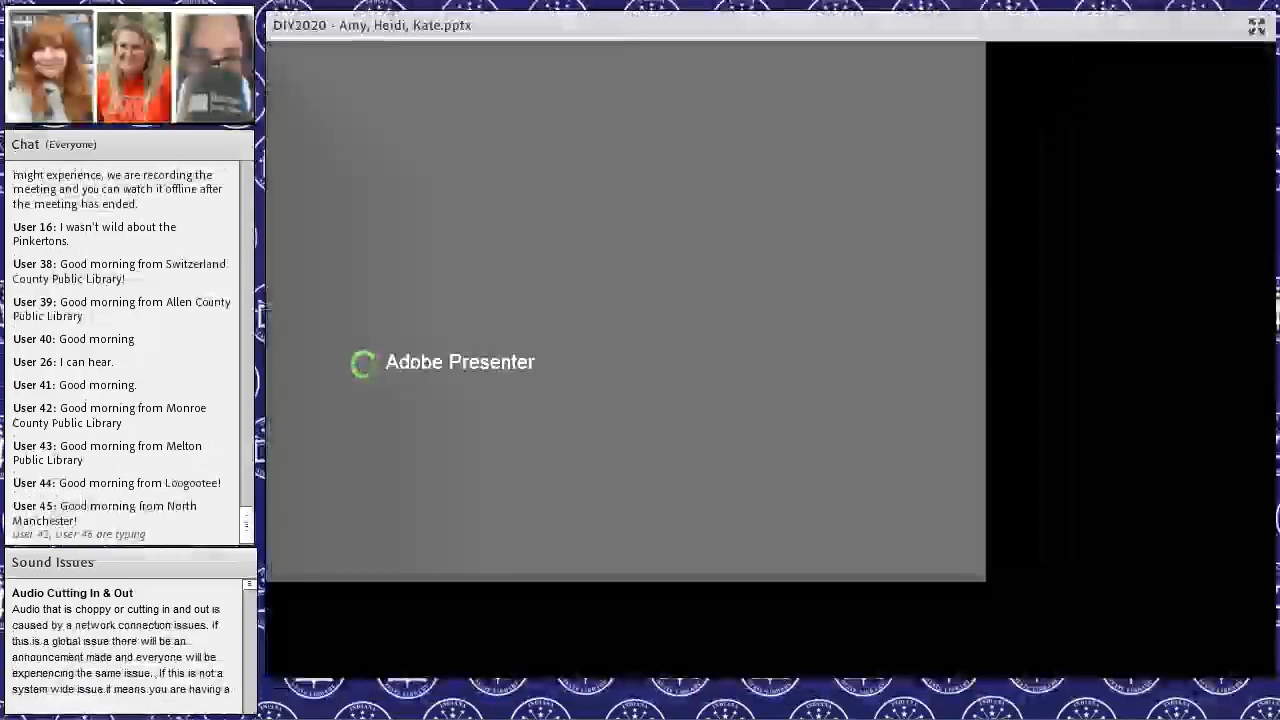 DIY2020 - Amy, Heidi, Kate.pptx
Chat (Everyone)
might experience, we are recording the
meeting and you can watch it offline after
the meeting has ended.
User 16: I wasn't wild about the
Pinkertons.
User 38: Good morning from Switzerland
County Public Library!
User 39: Good morning from Allen County
Public Library
User 40: Good morning
User 26: I can hear.
User 41: Good morning.
User 42: Good morning from Monroe
County Public Library
User 43: Good morning from Melton
Public Library
User 44: Good morning from Loogootee!
User 45: Good morning from North
Manchester!
are typing
Sound Issues
Audio Cutting In & Out
Audio that is choppy or cutting in and out is
caused by a network connection issues. If
this is a global issue there will be an
announcement made and everyone will be
experiencing the same issue. If this is not a
system wide issue it means you are having a
Adobe Presenter
INDIANA